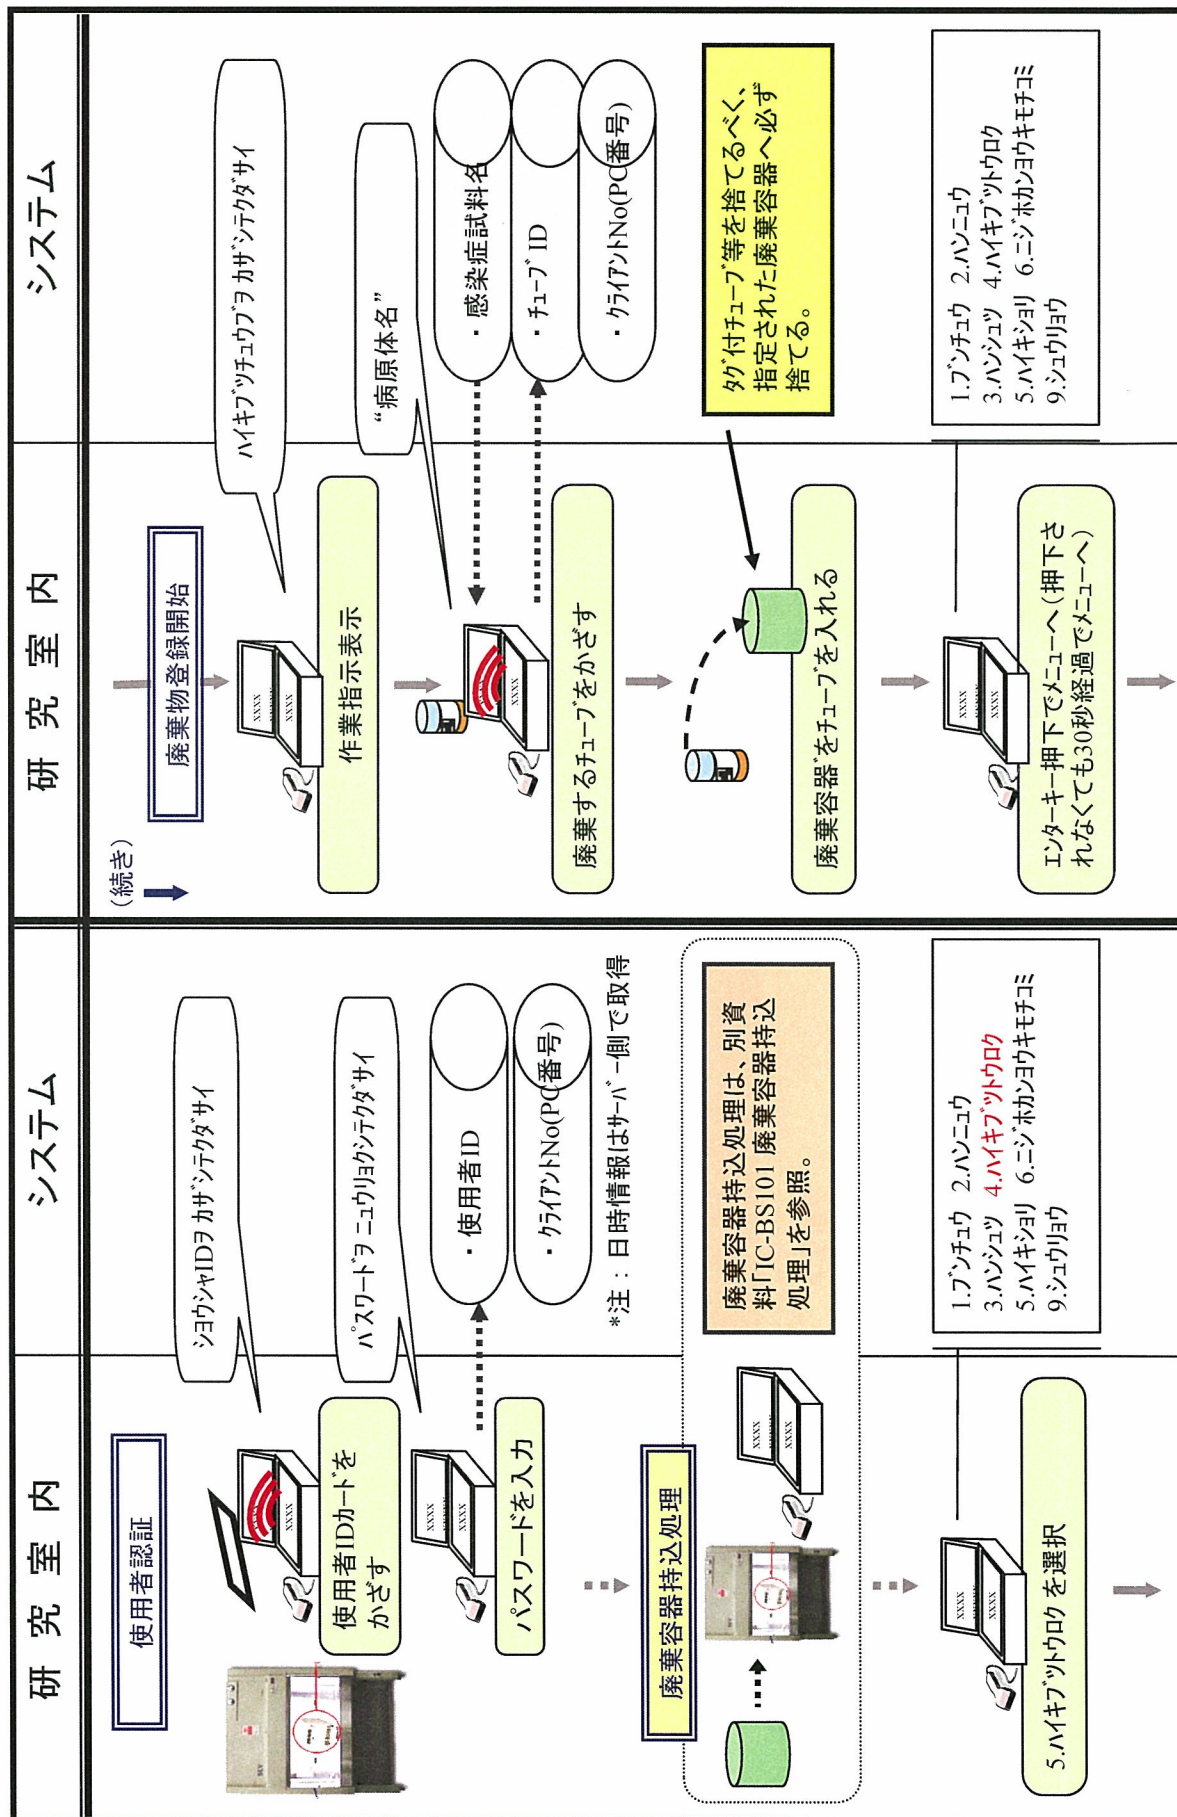 研 究 室 内
システム
使用者認証
ショウシャIDヲ カザシテクダサイ
使用者IDカードを
かざす
パスワードヲ ニュウリョクシテクダサイ
XXXX
XXXX
パスワードを入力
・使用者ID
・クライアントNo(PC番号)
*注：日時情報はサーバー側で取得
廃棄容器持込処理
XXXX
XXXX
廃棄容器持込処理は、別資
料「IC-BS101 廃棄容器持込
処理」を参照。
XXXX
XXXX
5.ハイキブツトウロク を選択
1.ブンチュウ 2.ハンニュウ
3.ハンシュツ 4.ハイキブツトウロク
5.ハイキショリ 6.ニジホカンヨウキモチコミ
9.シュウリョウ
研 究 室 内
システム
(続き)
廃棄物登録開始
ハイキブツチュウブヲ カザシテクダサイ
XXXX
XXXX
作業指示表示
“病原体名”
XXXX
廃棄するチューブをかざす
・感染症試料名
・チューブID
・クライアントNo(PC番号)
タグ付チューブ等を捨てるべく、
指定された廃棄容器へ必ず
捨てる。
廃棄容器をチューブを入れる
XXXX
XXXX
エンターキー押下でメニューへ(押下さ
れなくても30秒経過でメニューへ)
1.ブンチュウ 2.ハンニュウ
3.ハンシュツ 4.ハイキブツトウロク
5.ハイキショリ 6.ニジホカンヨウキモチコミ
9.シュウリョウ